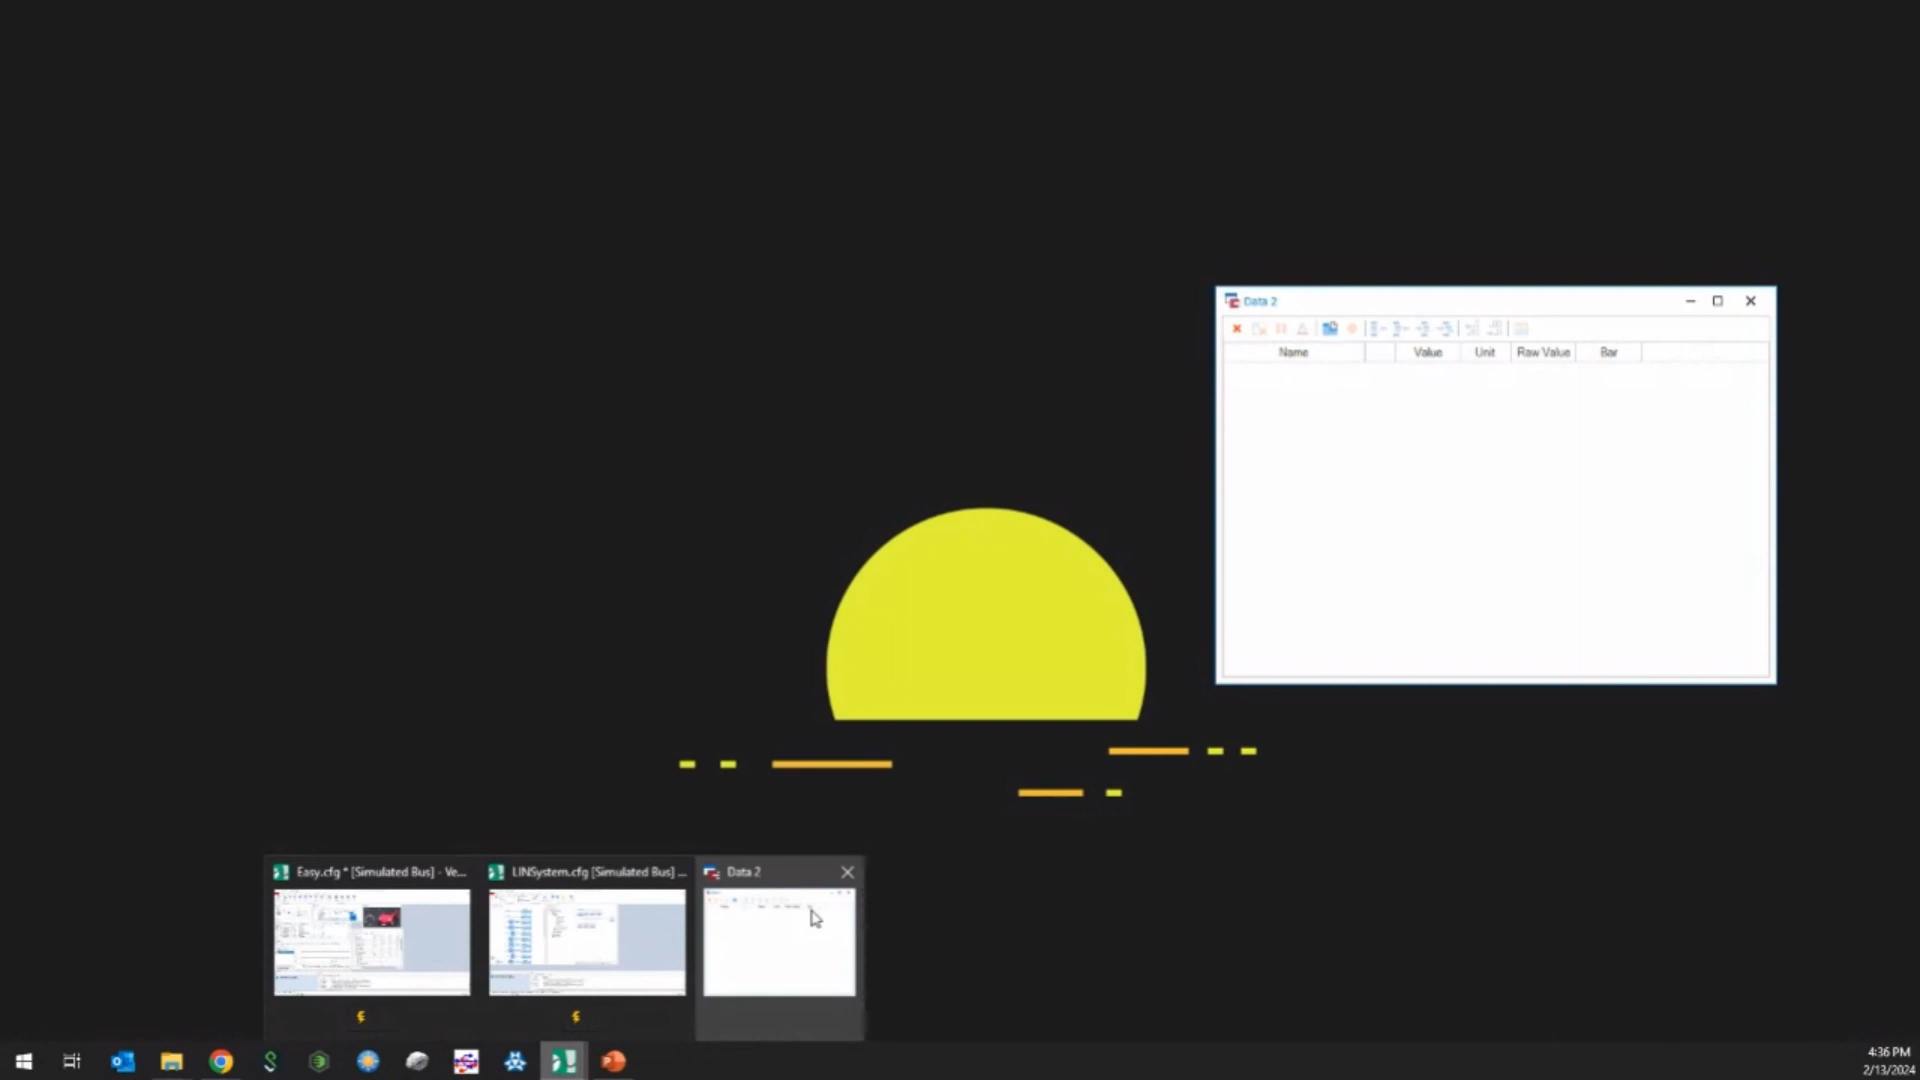 Data 2
Name Value Unit Raw Value Bar
Easy.cfg * [Simulated Bus] - Ve...
LINSystem.cfg [Simulated Bus] ...
Data 2
4:36 PM
2/13/2024